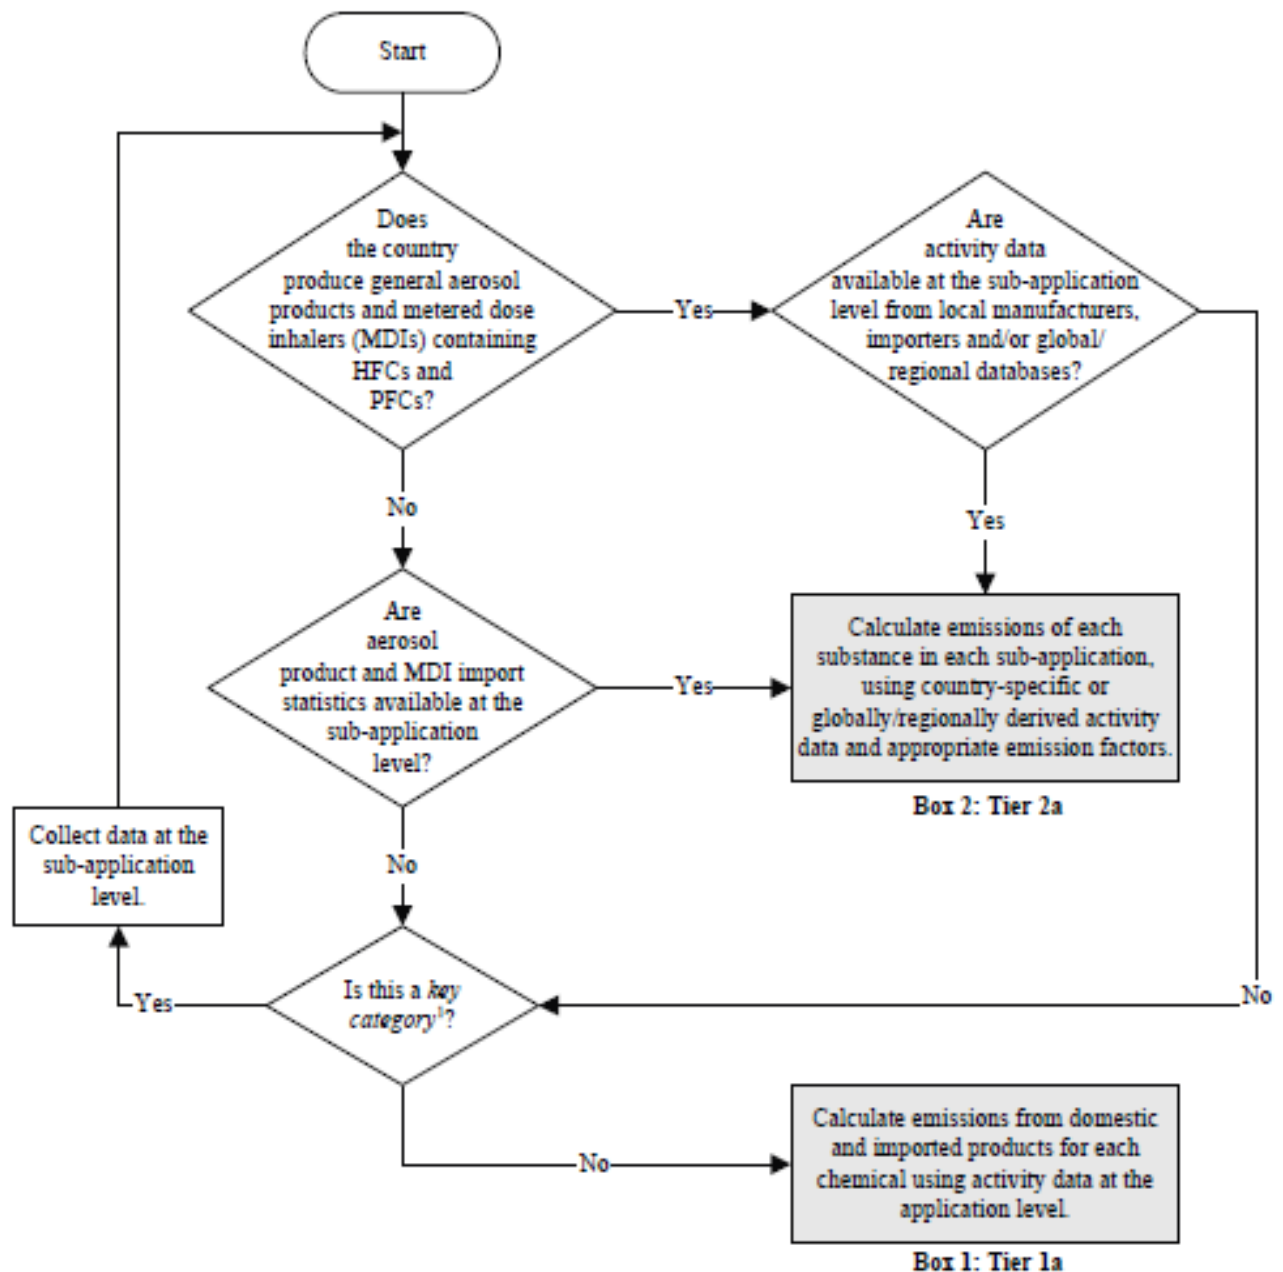 Start
Does
the country
produce general aerosol
products and metered dose
inhalers (MDIs) containing
HFCs and
PFCs?
Yes
Are
activity data
available at the sub-application
level from local manufacturers,
importers and/or global/
regional databases?
No
Yes
Are
aerosol
product and MDI import
statistics available at the
sub-application
level?
Yes
Calculate emissions of each
substance in each sub-application,
using country-specific or
globally/regionally derived activity
data and appropriate emission factors.
Box 2: Tier 2a
Collect data at the
sub-application
level.
No
Is this a key
category¹?
Yes
No
No
Calculate emissions from domestic
and imported products for each
chemical using activity data at the
application level.
Box 1: Tier 1a